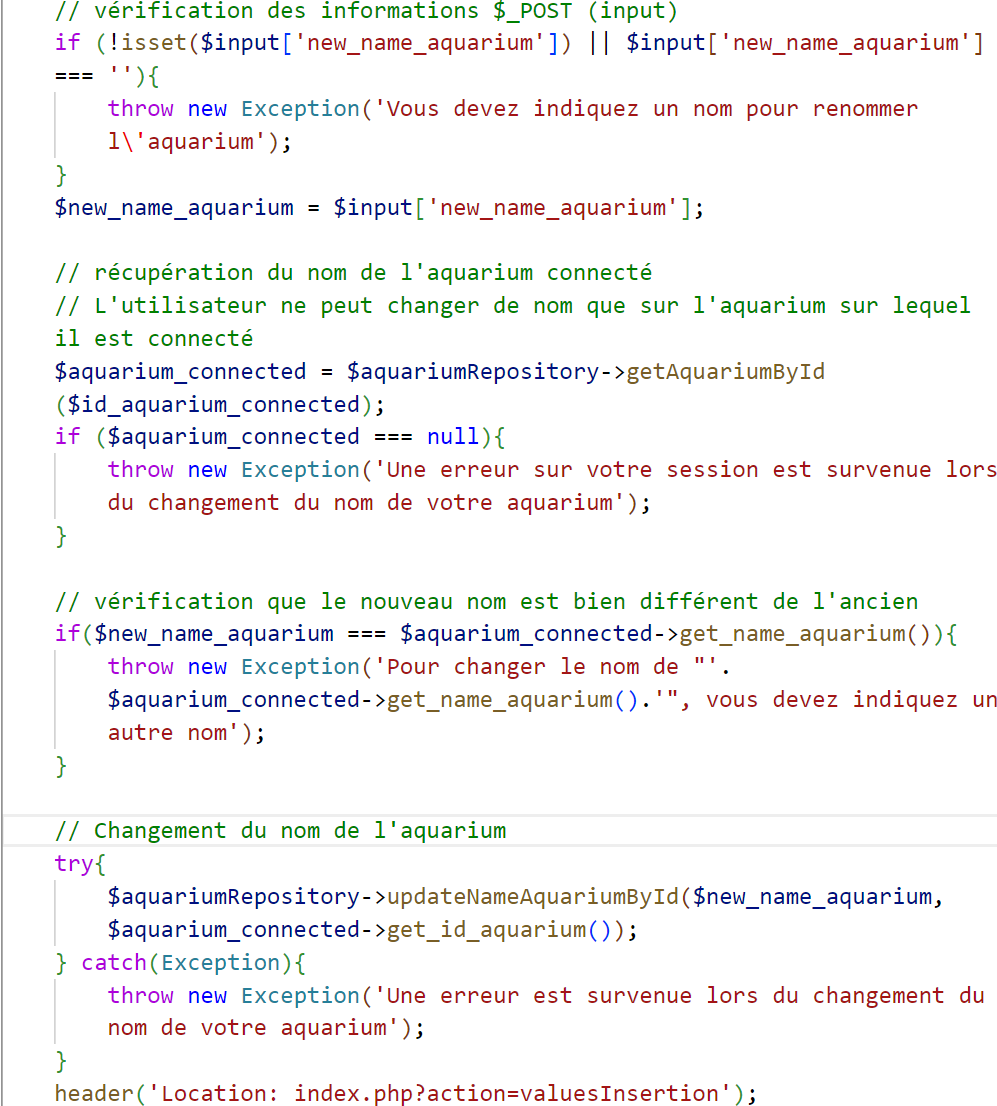 // vérification des informations $_POST (input)
if (!isset($input['new_name_aquarium']) || $input['new_name_aquarium']
=== ''){
throw new Exception('Vous devez indiquez un nom pour renommer
l\'aquarium');
}
$new_name_aquarium = $input['new_name_aquarium'];
// récupération du nom de l'aquarium connecté
// L'utilisateur ne peut changer de nom que sur l'aquarium sur lequel
il est connecté
$aquarium_connected = $aquariumRepository->getAquariumById
($id_aquarium_connected);
if ($aquarium_connected === null){
throw new Exception('Une erreur sur votre session est survenue lors
du changement du nom de votre aquarium');
}
// vérification que le nouveau nom est bien différent de l'ancien
if($new_name_aquarium === $aquarium_connected->get_name_aquarium()){
throw new Exception('Pour changer le nom de "'.
$aquarium_connected->get_name_aquarium().'", vous devez indiquez un
autre nom');
}
// Changement du nom de l'aquarium
try{
$aquariumRepository->updateNameAquariumById($new_name_aquarium,
$aquarium_connected->get_id_aquarium());
} catch(Exception){
throw new Exception('Une erreur est survenue lors du changement du
nom de votre aquarium');
}
header('Location: index.php?action=valuesInsertion');